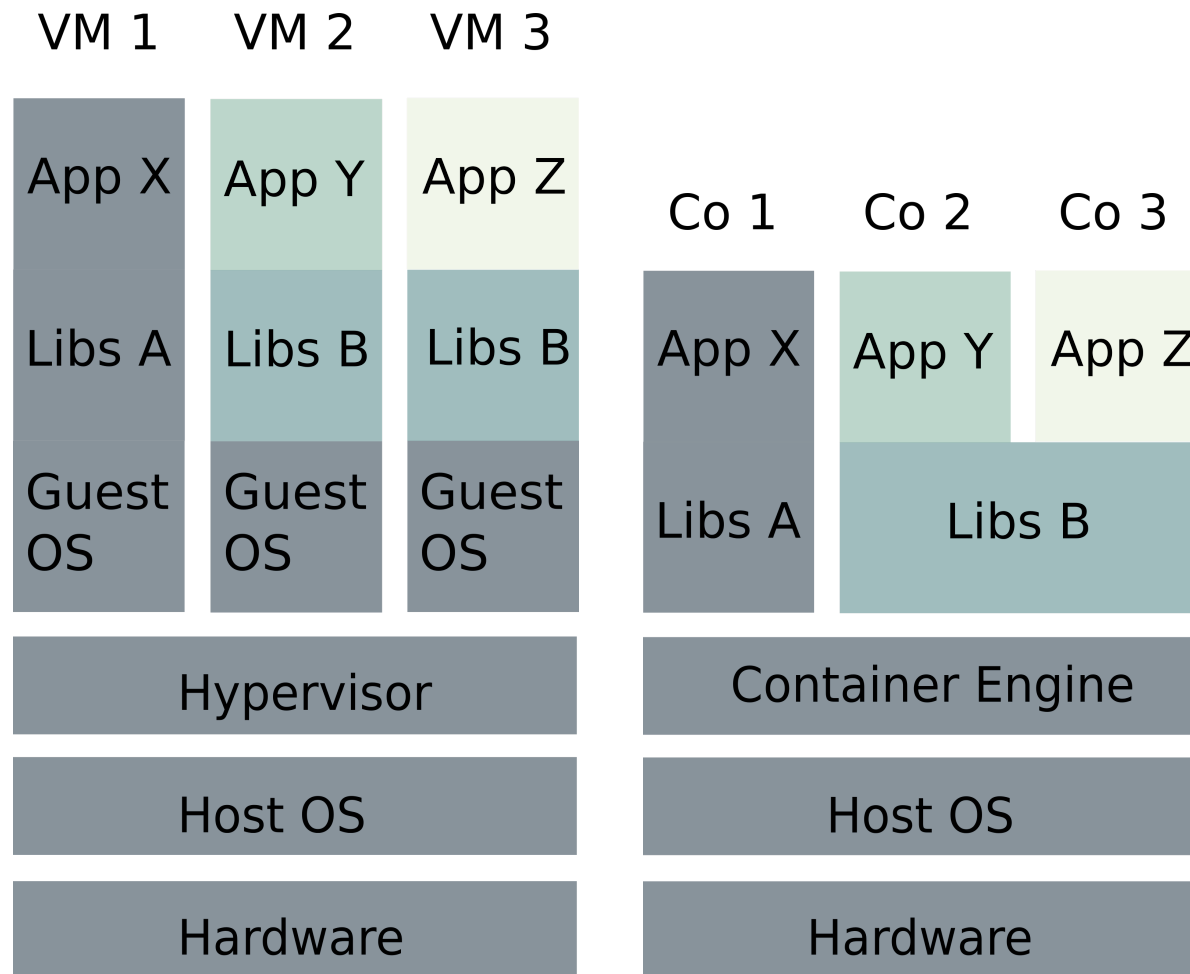 VM 1
VM 2
VM 3
App X
App Y
App Z
Libs A
Libs B
Libs B
Guest
OS
Guest
OS
Guest
OS
Hypervisor
Host OS
Hardware
Co 1
Co 2
Co 3
App X
App Y
App Z
Libs A
Libs B
Container Engine
Host OS
Hardware